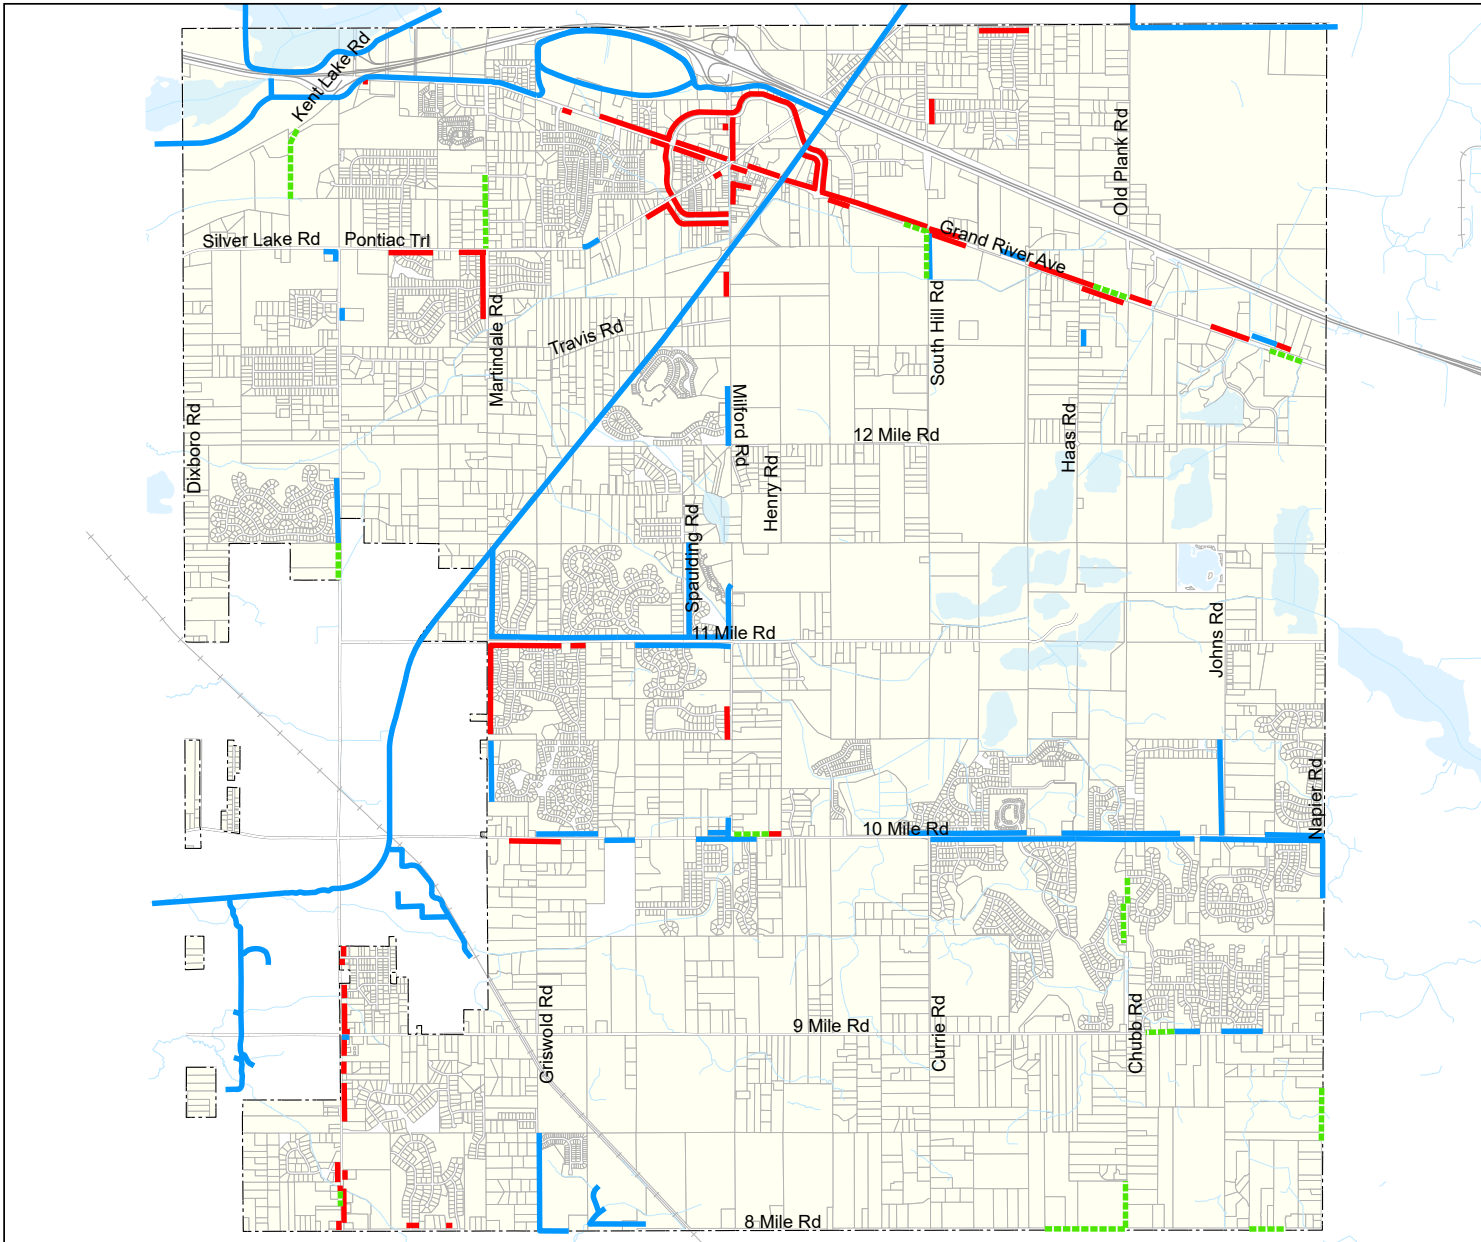 Kent Lake Rd
Old Plank Rd
Silver Lake Rd
Pontiac Trl
Grand River Ave
Martindale Rd
Travis Rd
South Hill Rd
Milford Rd
Dixboro Rd
12 Mile Rd
Haas Rd
Henry Rd
Spaulding Rd
11 Mile Rd
Johns Rd
Napier Rd
10 Mile Rd
Griswold Rd
9 Mile Rd
Currie Rd
Chubb Rd
8 Mile Rd